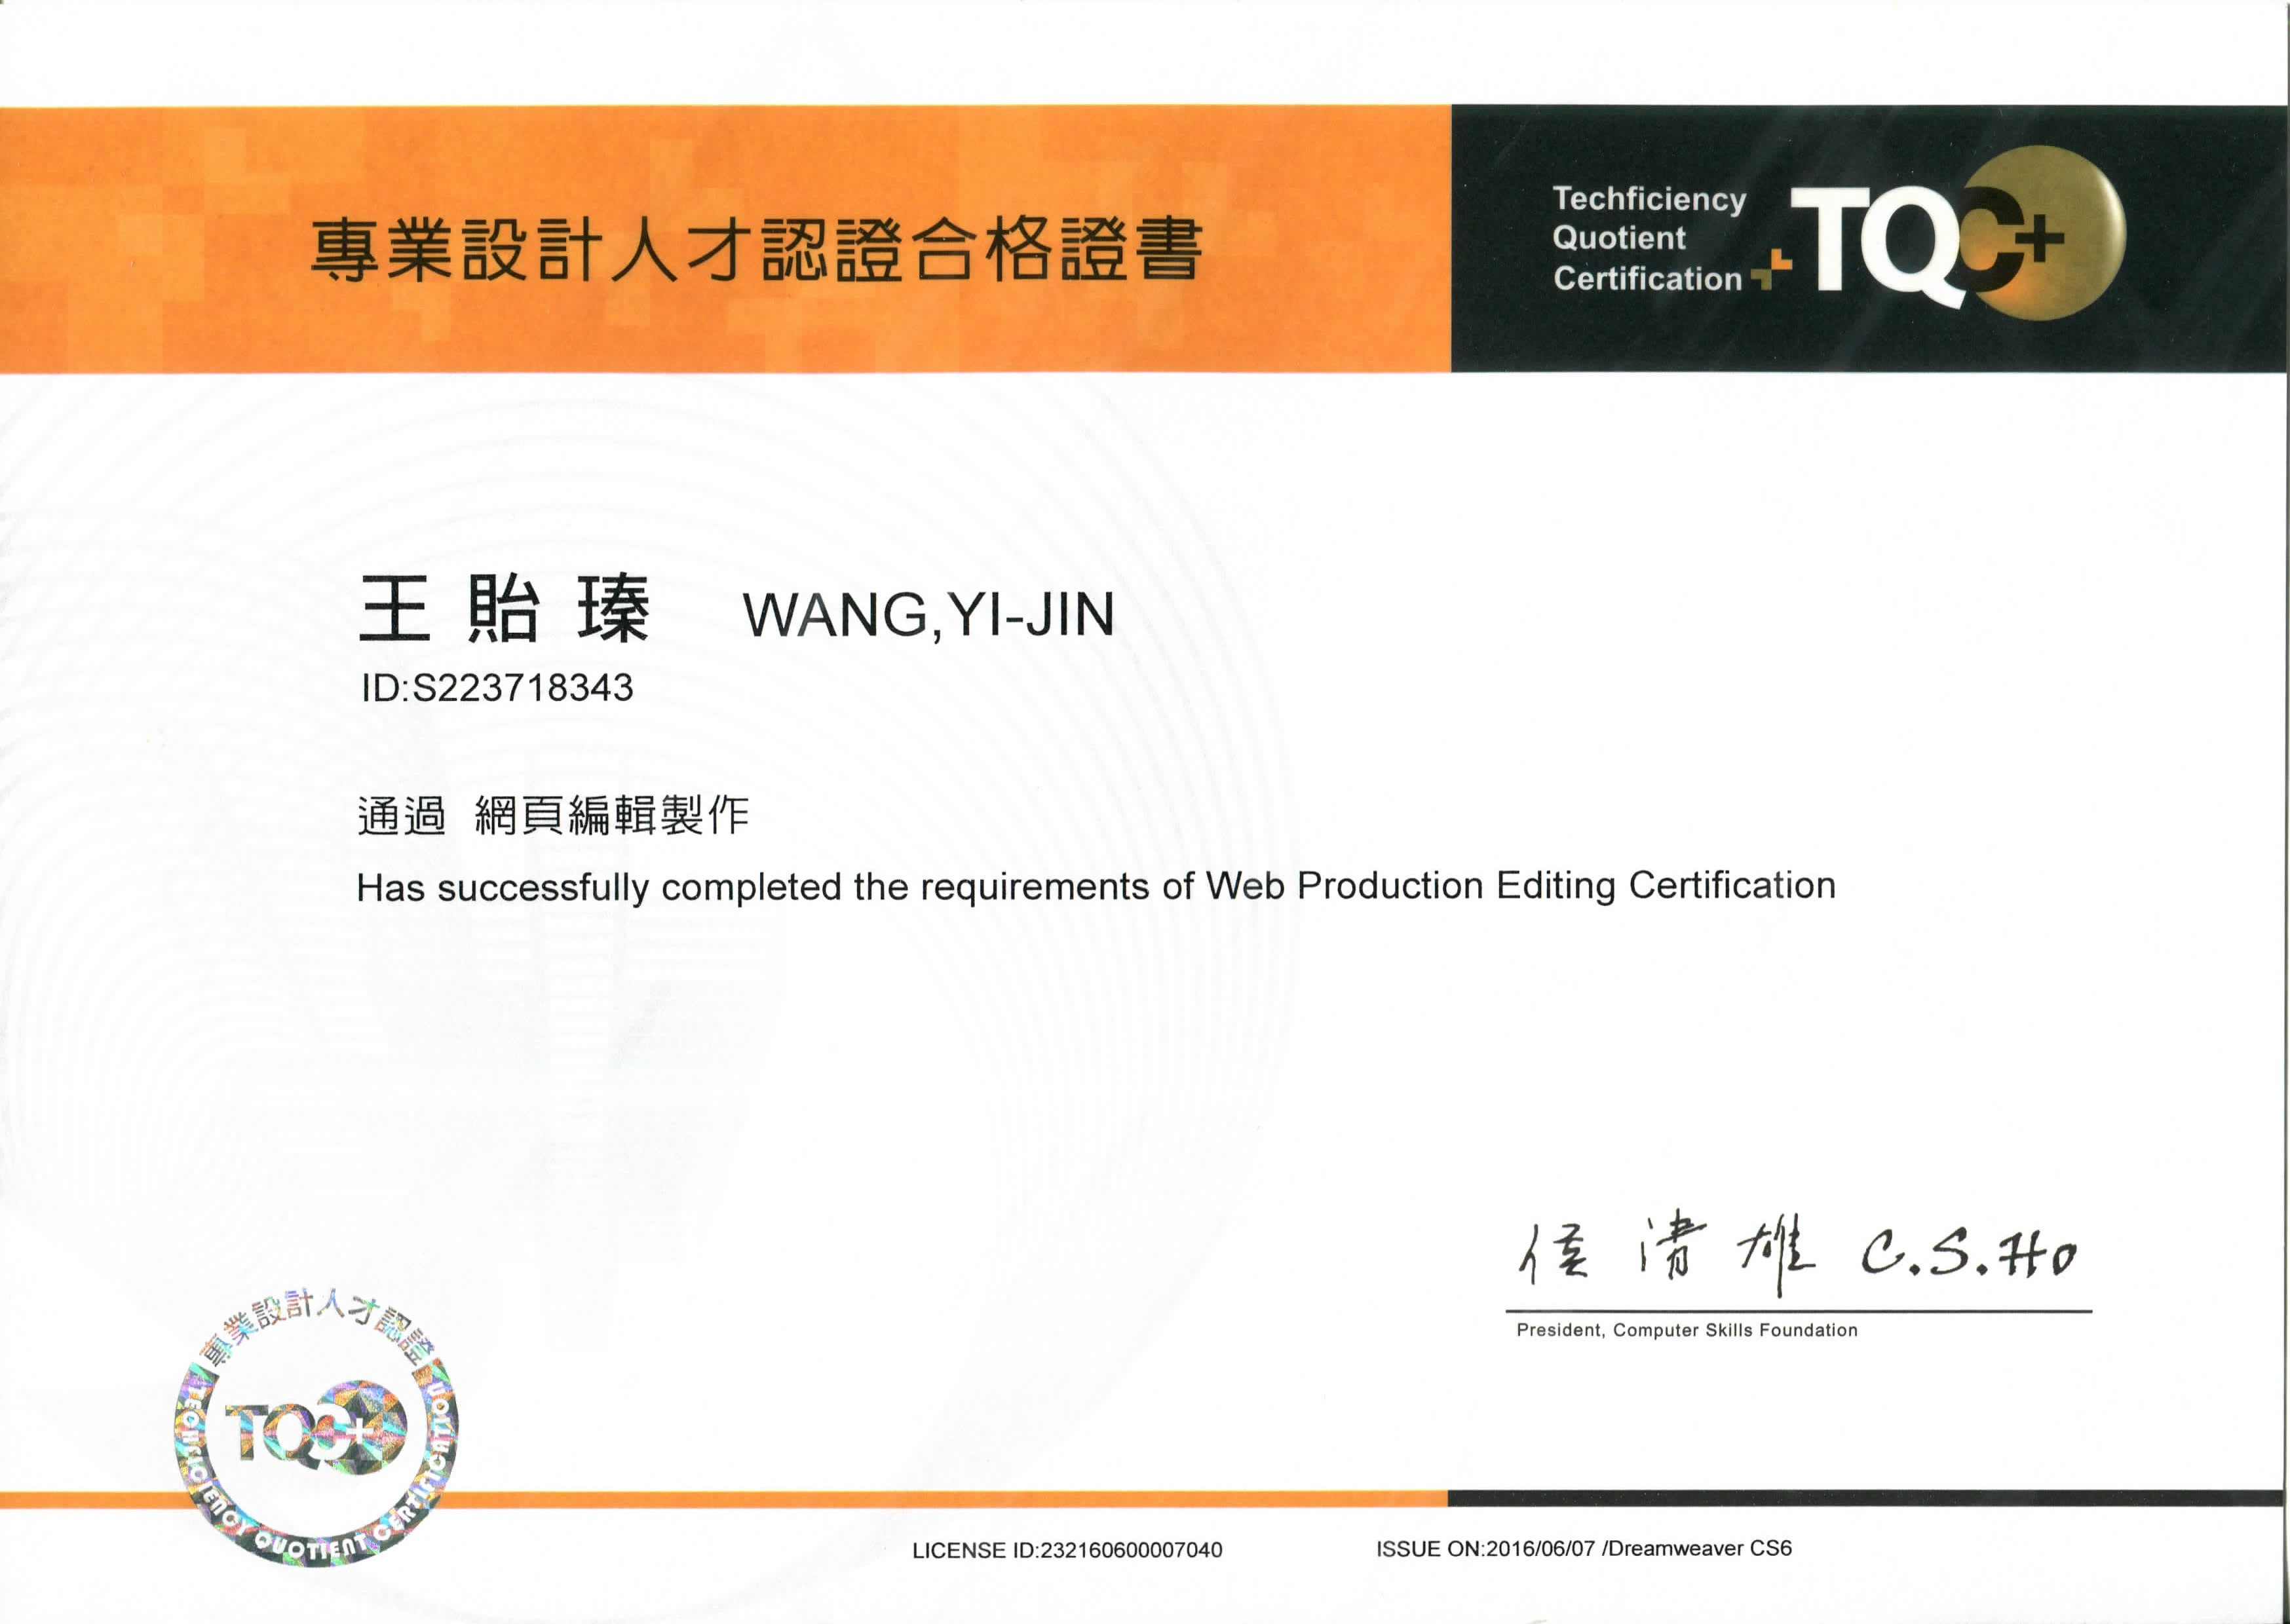 專業設計人才認證合格證書
Techficiency
Quotient
Certification
TQC+
王貽瑧 WANG,YI-JIN
ID:S223718343
通過 網頁編輯製作
Has successfully completed the requirements of Web Production Editing Certification
侯清雄 C.S.Ho
President, Computer Skills Foundation
專業設計人才認證
TQC+
TECHFICIENCY QUOTIENT CERTIFICATION
LICENSE ID:232160600007040
ISSUE ON:2016/06/07 /Dreamweaver CS6